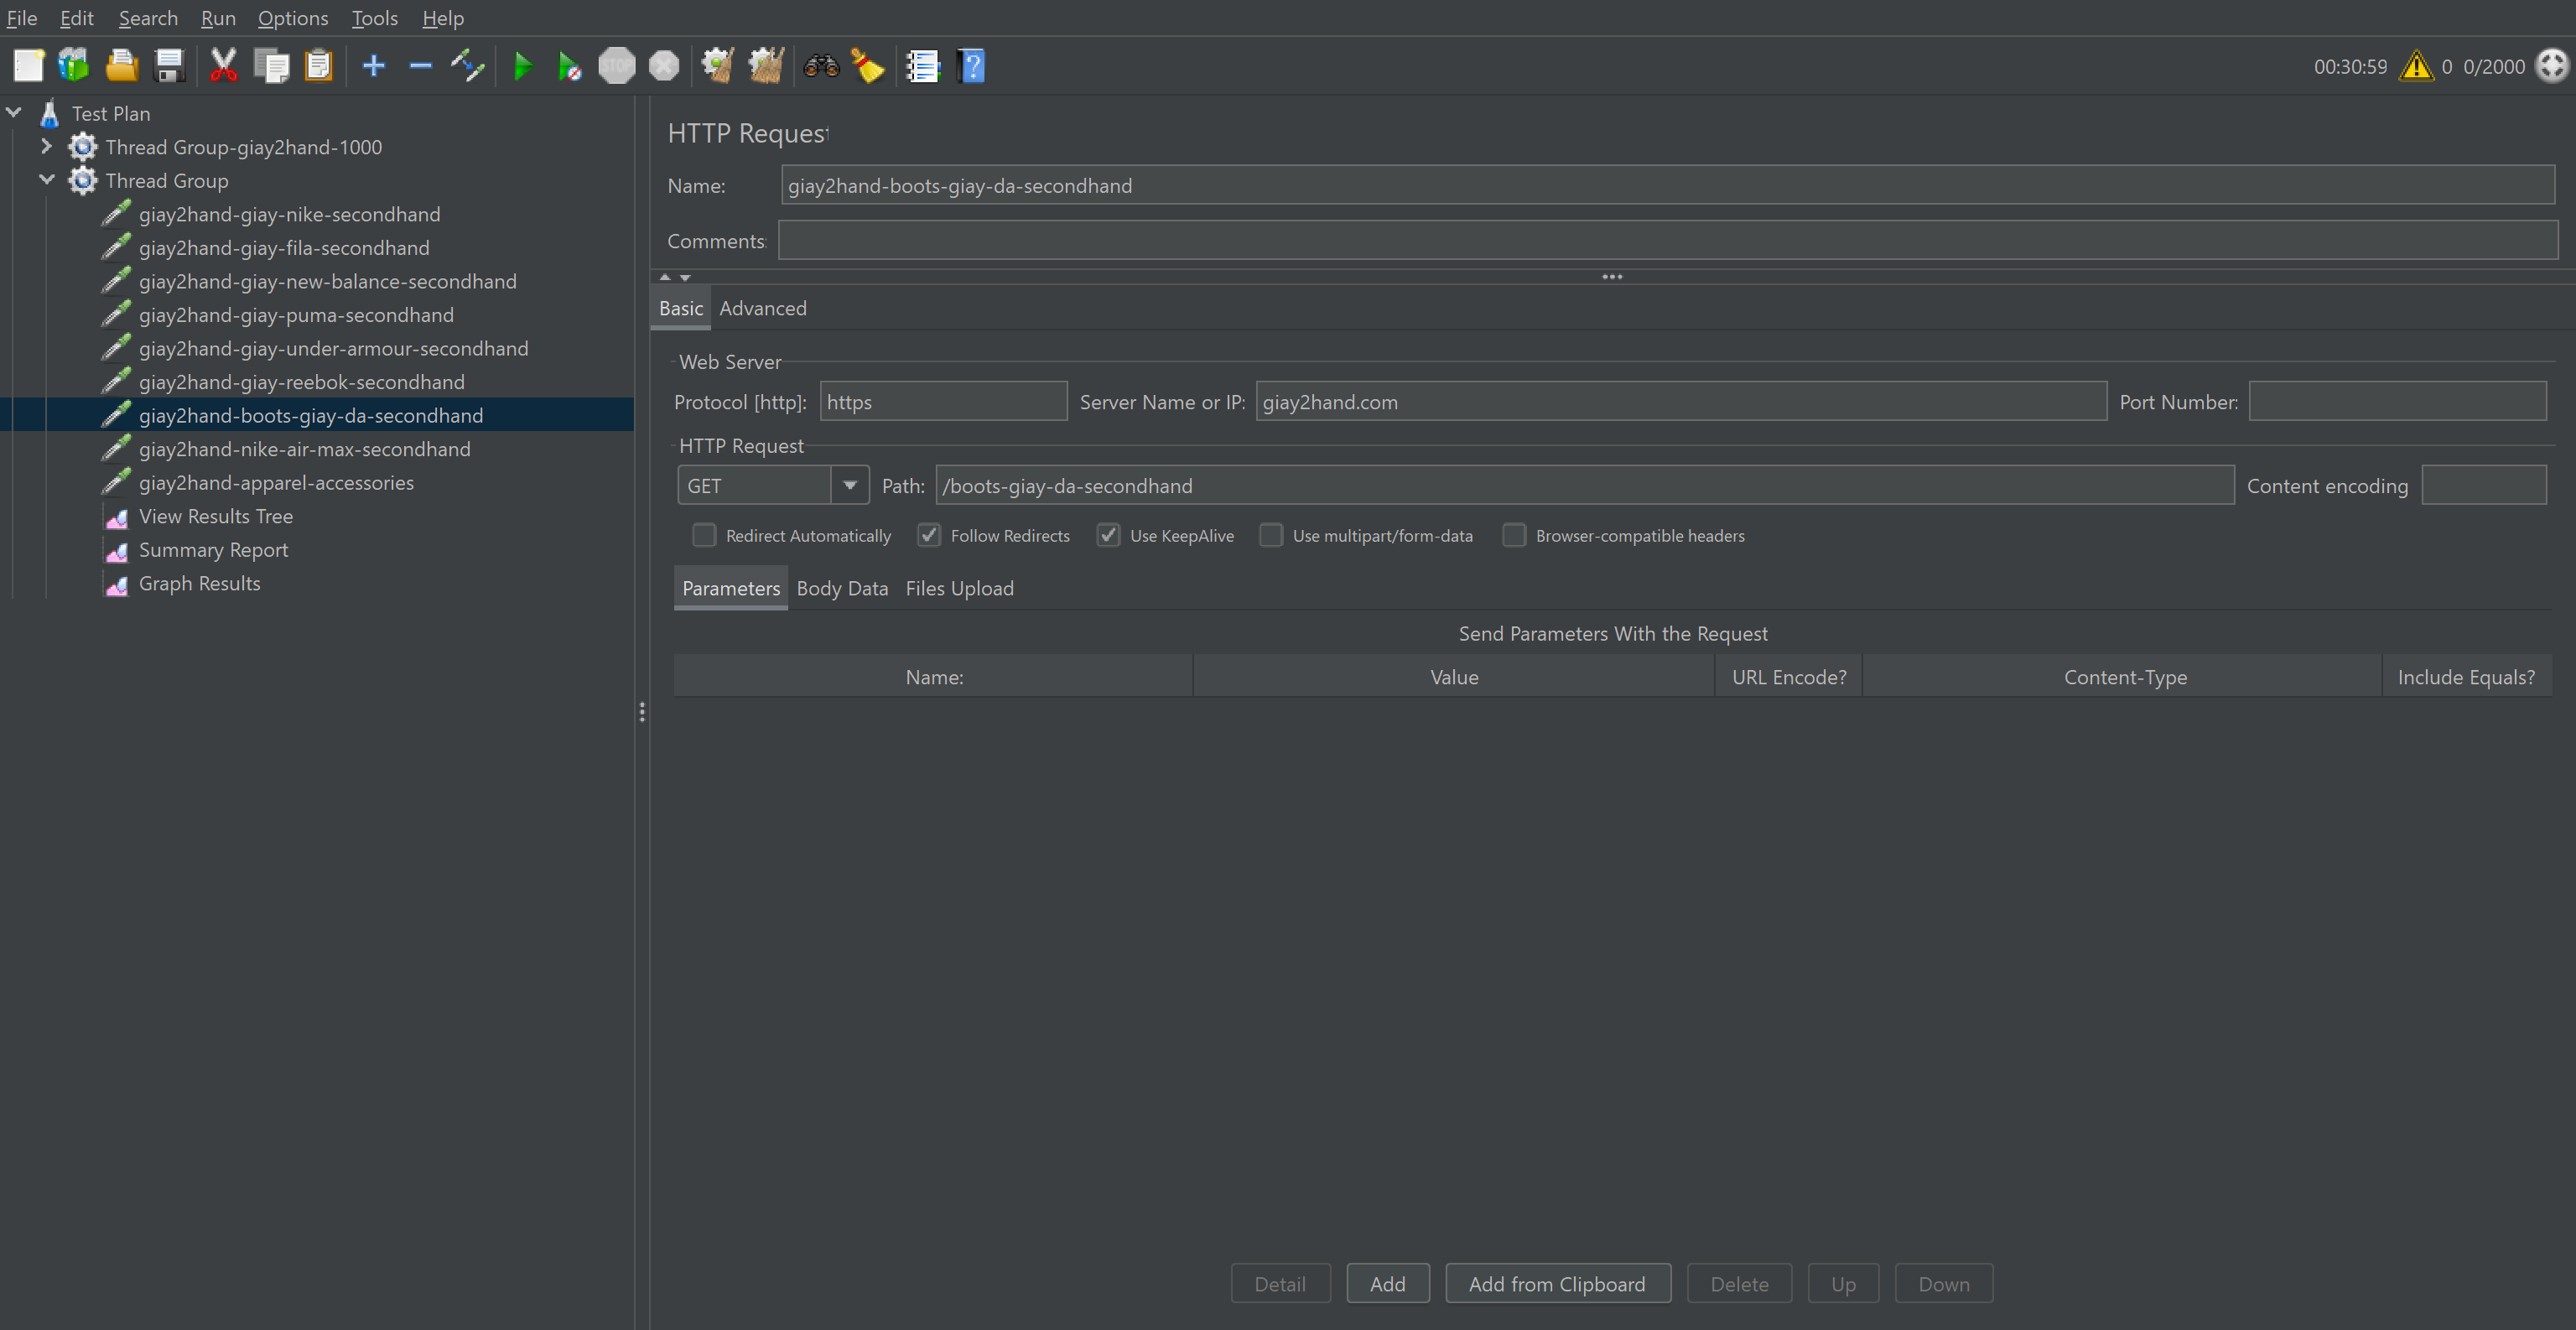 File Edit Search Run Options Tools Help
STOP
00:30:59 0 0/2000
Test Plan
Thread Group-giay2hand-1000
Thread Group
giay2hand-giay-nike-secondhand
giay2hand-giay-fila-secondhand
giay2hand-giay-new-balance-secondhand
giay2hand-giay-puma-secondhand
giay2hand-giay-under-armour-secondhand
giay2hand-giay-reebok-secondhand
giay2hand-boots-giay-da-secondhand
giay2hand-nike-air-max-secondhand
giay2hand-apparel-accessories
View Results Tree
Summary Report
Graph Results
HTTP Request
Name: giay2hand-boots-giay-da-secondhand
Comments:
Basic Advanced
Web Server
Protocol [http]: https Server Name or IP: giay2hand.com Port Number:
HTTP Request
GET Path: /boots-giay-da-secondhand Content encoding
Redirect Automatically Follow Redirects Use KeepAlive Use multipart/form-data Browser-compatible headers
Parameters Body Data Files Upload
Send Parameters With the Request
Name: Value URL Encode? Content-Type Include Equals?
Detail Add Add from Clipboard Delete Up Down